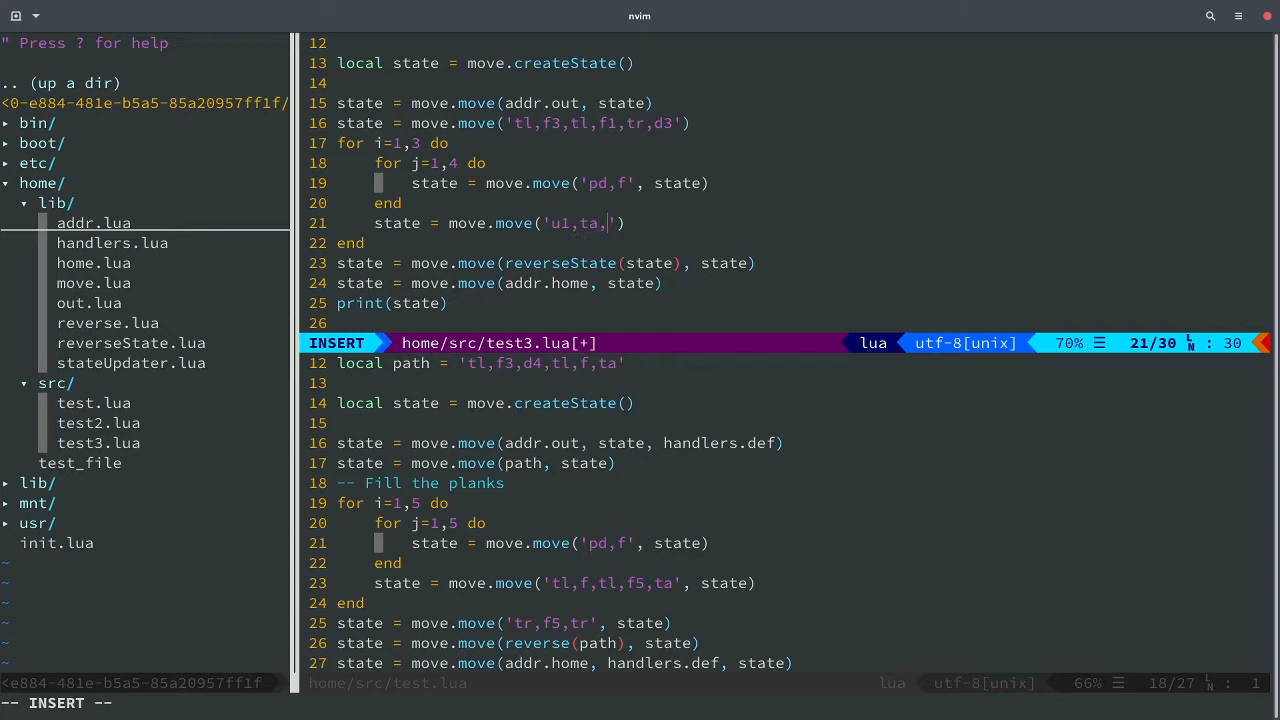 nvim
" Press ? for help
.. (up a dir)
<0-e884-481e-b5a5-85a20957ff1f/
▸ bin/
▸ boot/
▸ etc/
▾ home/
▾ lib/
addr.lua
handlers.lua
home.lua
move.lua
out.lua
reverse.lua
reverseState.lua
stateUpdater.lua
▾ src/
test.lua
test2.lua
test3.lua
test_file
▸ lib/
▸ mnt/
▸ usr/
init.lua
~
~
~
~
~
~
<e884-481e-b5a5-85a20957ff1f
12
13 local state = move.createState()
14
15 state = move.move(addr.out, state)
16 state = move.move('tl,f3,tl,f1,tr,d3')
17 for i=1,3 do
18     for j=1,4 do
19         state = move.move('pd,f', state)
20     end
21     state = move.move('u1,ta,')
22 end
23 state = move.move(reverseState(state), state)
24 state = move.move(addr.home, state)
25 print(state)
26
INSERT home/src/test3.lua[+] lua utf-8[unix] 70% ☰ 21/30 ㏑ : 30
12 local path = 'tl,f3,d4,tl,f,ta'
13
14 local state = move.createState()
15
16 state = move.move(addr.out, state, handlers.def)
17 state = move.move(path, state)
18 -- Fill the planks
19 for i=1,5 do
20     for j=1,5 do
21         state = move.move('pd,f', state)
22     end
23     state = move.move('tl,f,tl,f5,ta', state)
24 end
25 state = move.move('tr,f5,tr', state)
26 state = move.move(reverse(path), state)
27 state = move.move(addr.home, handlers.def, state)
home/src/test.lua lua utf-8[unix] 66% ☰ 18/27 ㏑ : 1
-- INSERT --